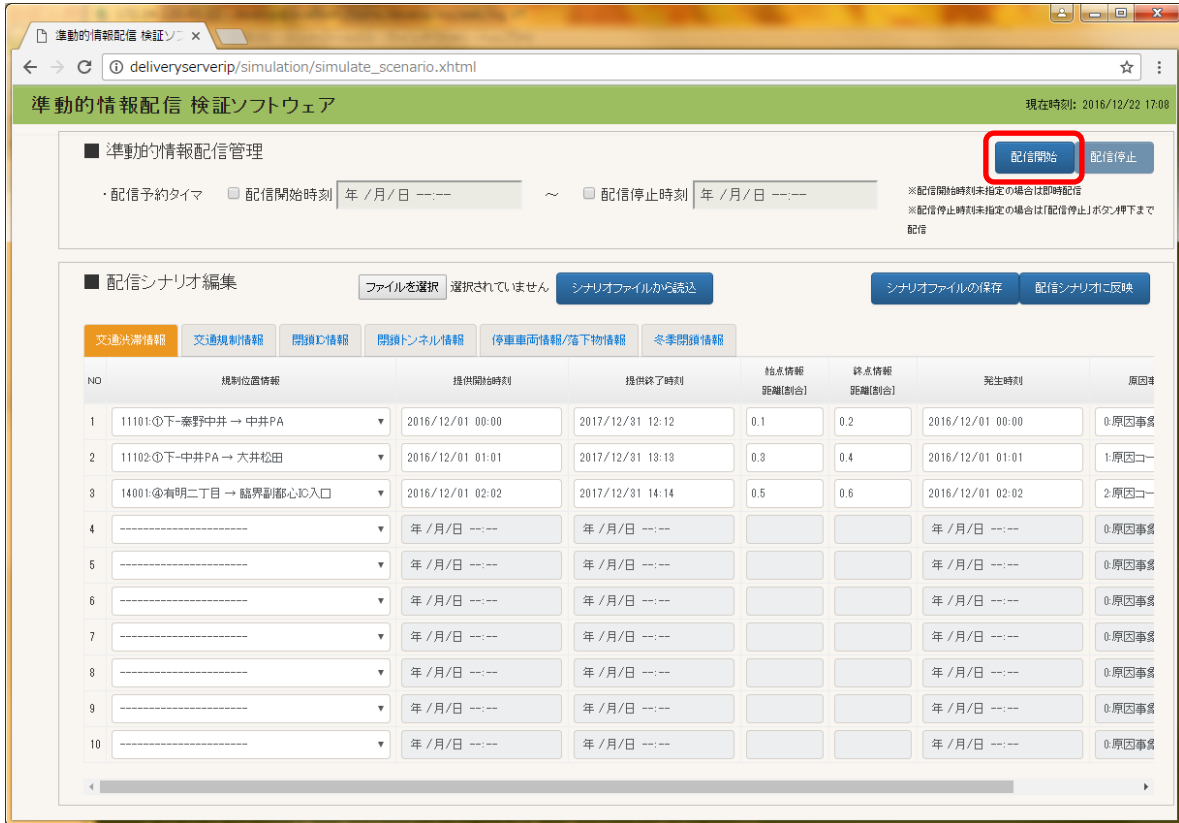 準動的情報配信 検証ソフ
deliveryserverip/simulation/simulate_scenario.xhtml
準動的情報配信 検証ソフトウェア 現在時刻: 2016/12/22 17:08
■ 準動的情報配信管理 配信開始 配信停止
・配信予約タイマ 配信開始時刻 年 /月/日 --:-- ～ 配信停止時刻 年 /月/日 --:--
※配信開始時刻未指定の場合は即時配信
※配信停止時刻未指定の場合は「配信停止」ボタン押下まで
配信
■ 配信シナリオ編集 ファイルを選択 選択されていません シナリオファイルから読込 シナリオファイルの保存 配信シナリオに反映
交通渋滞情報 交通規制情報 閉鎖IC情報 閉鎖トンネル情報 停車車両情報/落下物情報 冬季閉鎖情報
NO 規制位置情報 提供開始時刻 提供終了時刻 始点情報 距離[割合] 終点情報 距離[割合] 発生時刻 原因事
1 11101:①下-秦野中井 → 中井PA 2016/12/01 00:00 2017/12/31 12:12 0.1 0.2 2016/12/01 00:00 0:原因事象
2 11102:①下-中井PA → 大井松田 2016/12/01 01:01 2017/12/31 13:13 0.3 0.4 2016/12/01 01:01 1:原因コー
3 14001:④有明二丁目 → 臨界副都心IC入口 2016/12/01 02:02 2017/12/31 14:14 0.5 0.6 2016/12/01 02:02 2:原因コー
4 ---------------------- 年 /月/日 --:-- 年 /月/日 --:-- 年 /月/日 --:-- 0:原因事象
5 ---------------------- 年 /月/日 --:-- 年 /月/日 --:-- 年 /月/日 --:-- 0:原因事象
6 ---------------------- 年 /月/日 --:-- 年 /月/日 --:-- 年 /月/日 --:-- 0:原因事象
7 ---------------------- 年 /月/日 --:-- 年 /月/日 --:-- 年 /月/日 --:-- 0:原因事象
8 ---------------------- 年 /月/日 --:-- 年 /月/日 --:-- 年 /月/日 --:-- 0:原因事象
9 ---------------------- 年 /月/日 --:-- 年 /月/日 --:-- 年 /月/日 --:-- 0:原因事象
10 ---------------------- 年 /月/日 --:-- 年 /月/日 --:-- 年 /月/日 --:-- 0:原因事象